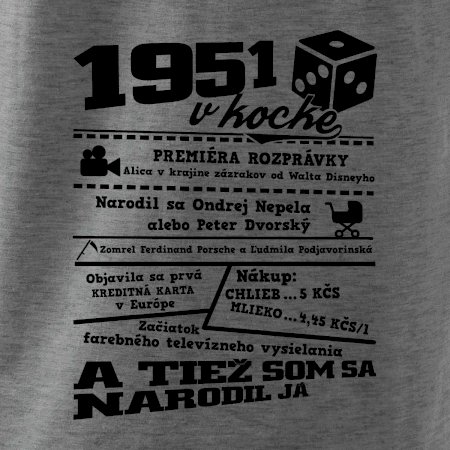 1951
v kocke
PREMIÉRA ROZPRÁVKY
Alica v krajine zázrakov od Walta Disneyho
Narodil sa Ondrej Nepela
alebo Peter Dvorský
Zomrel Ferdinand Porsche a Ľudmila Podjavorinská
Objavila sa prvá
KREDITNÁ KARTA
v Európe
Nákup:
CHLIEB ... 5 KČS
MLIEKO ... 4,45 KČS/l
Začiatok
farebného televízneho vysielania
A TIEŽ SOM SA
NARODIL JA